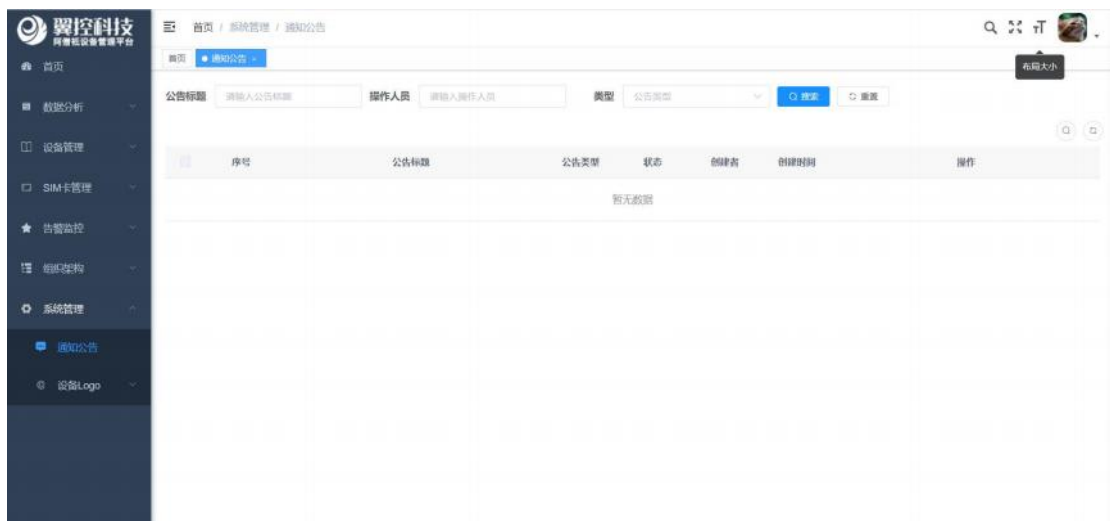 翼控科技
阿僧祇设备管理平台
首页 / 系统管理 / 通知公告
布局大小
首页
通知公告 ×
首页
数据分析
设备管理
SIM卡管理
告警监控
组织架构
系统管理
通知公告
设备Logo
公告标题 请输入公告标题 操作人员 请输入操作人员 类型 公告类型 搜索 重置
序号 公告标题 公告类型 状态 创建者 创建时间 操作
暂无数据